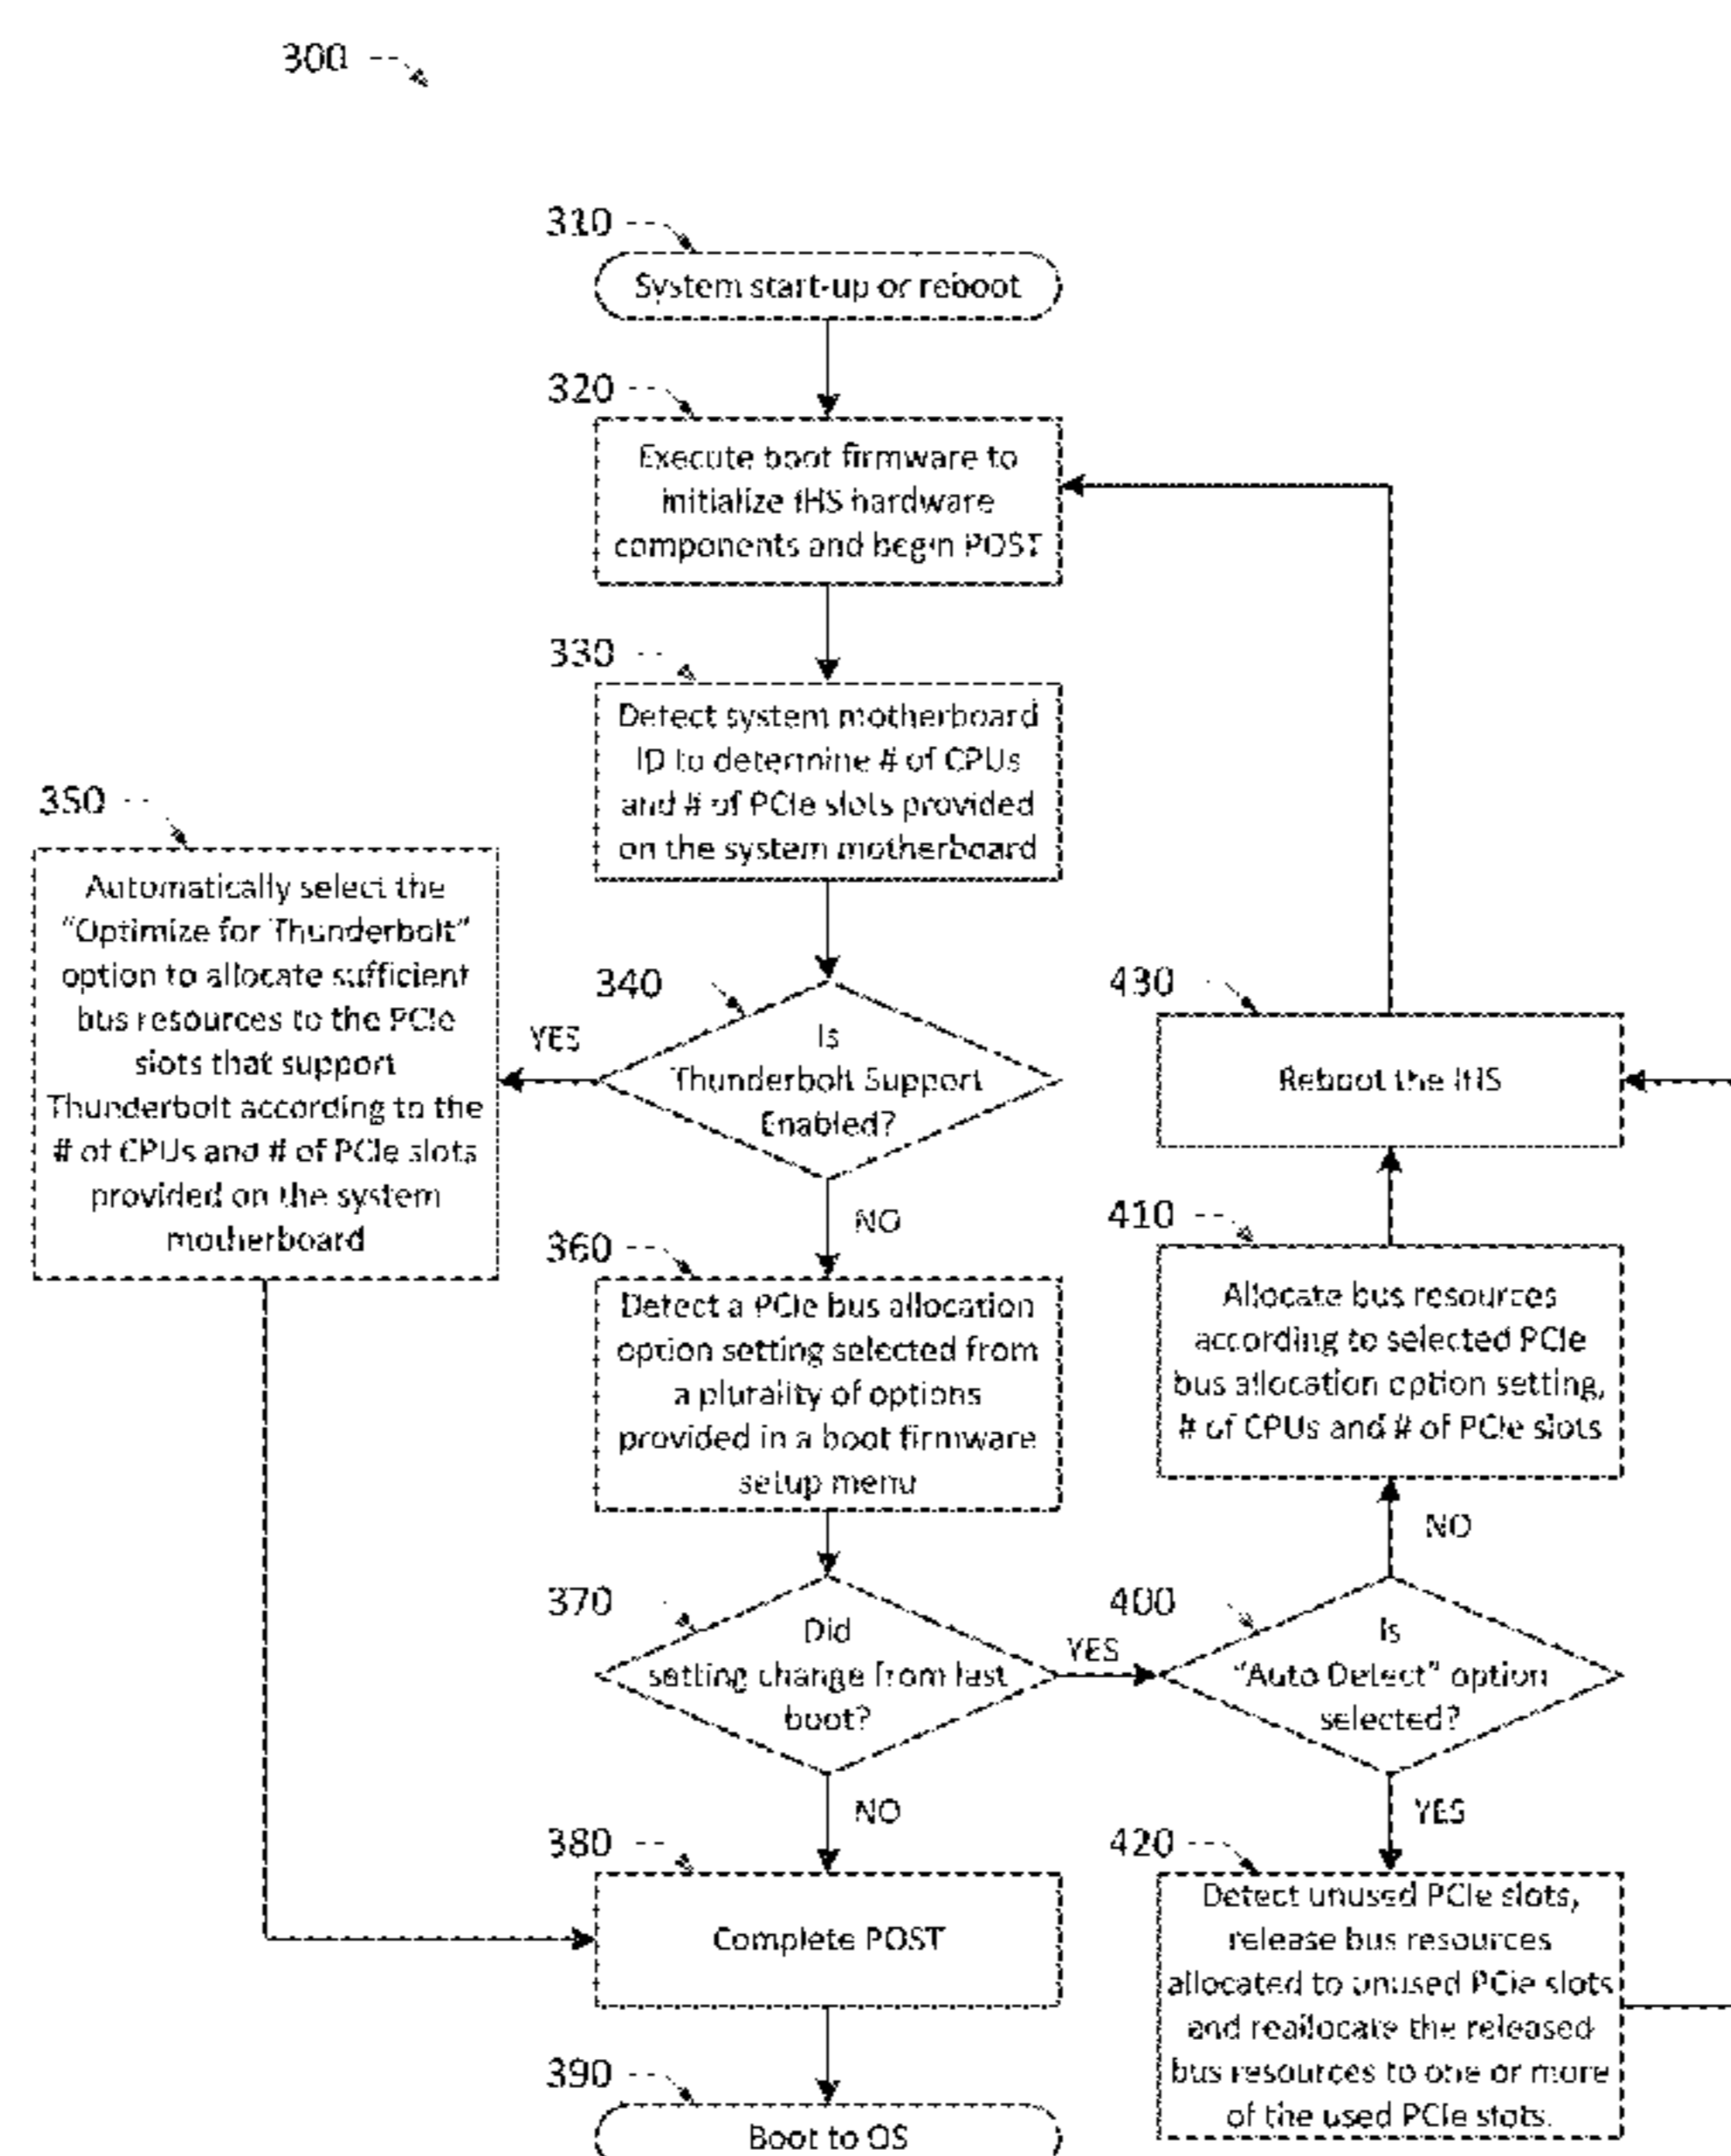 300
310
System start-up or reboot
320
Execute boot firmware to
initialize IHS hardware
components and begin POST
330
Detect system motherboard
ID to determine # of CPUs
and # of PCIe slots provided
on the system motherboard
350
Automatically select the
“Optimize for Thunderbolt”
option to allocate sufficient
bus resources to the PCIe
slots that support
Thunderbolt according to the
# of CPUs and # of PCIe slots
provided on the system
motherboard
340
Is
Thunderbolt Support
Enabled?
YES
NO
430
Reboot the IHS
360
Detect a PCIe bus allocation
option setting selected from
a plurality of options
provided in a boot firmware
setup menu
410
Allocate bus resources
according to selected PCIe
bus allocation option setting,
# of CPUs and # of PCIe slots
NO
370
Did
setting change from last
boot?
YES
NO
400
Is
“Auto Detect” option
selected?
YES
380
Complete POST
420
Detect unused PCIe slots,
release bus resources
allocated to unused PCIe slots
and reallocate the released
bus resources to one or more
of the used PCIe slots.
390
Boot to OS